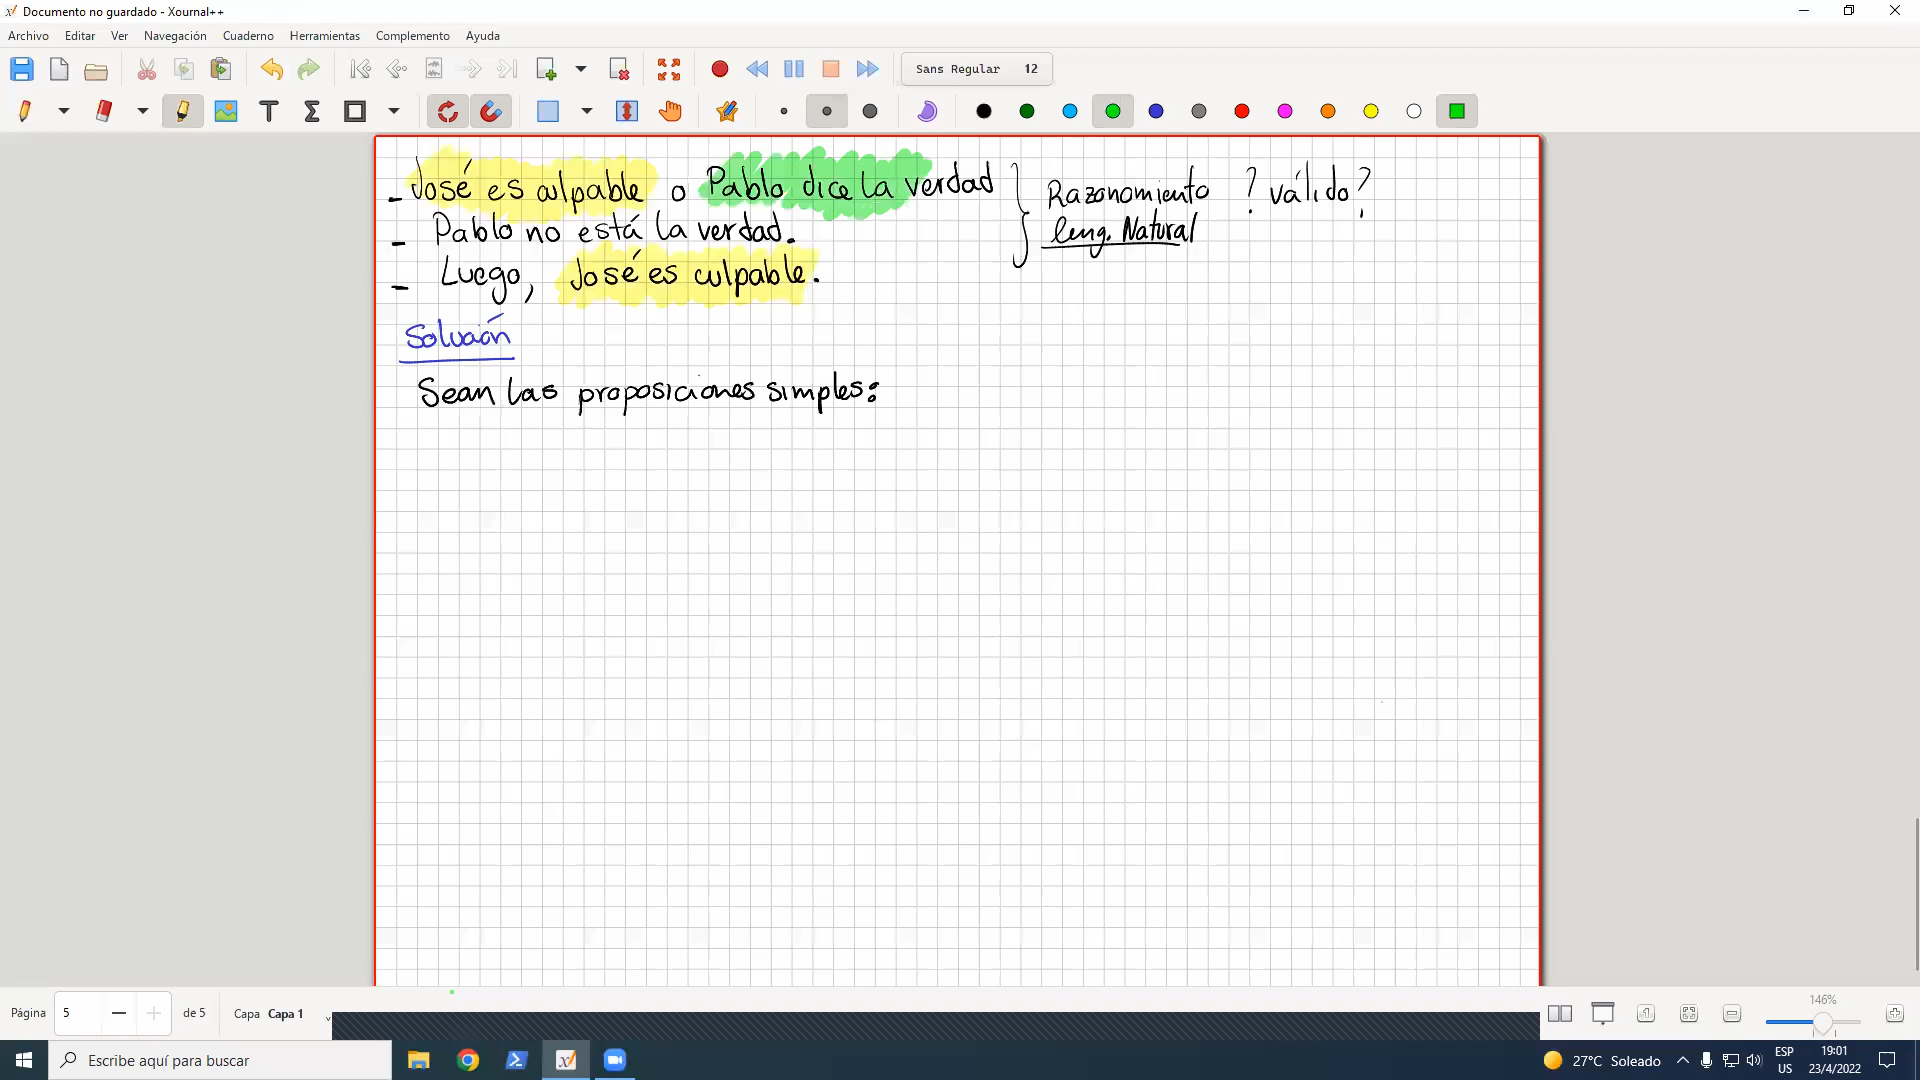 Documento no guardado - Xournal++
Archivo Editar Ver Navegación Cuaderno Herramientas Complemento Ayuda
Sans Regular 12
- José es culpable o Pablo dice la verdad
- Pablo no está la verdad.
- Luego, José es culpable.
Razonomiento ? válido?
leng. Natural
Solución
Sean las proposiciones simples:
Página 5 de 5 Capa Capa 1
146%
Escribe aquí para buscar
27°C Soleado
ESP
US
19:01
23/4/2022